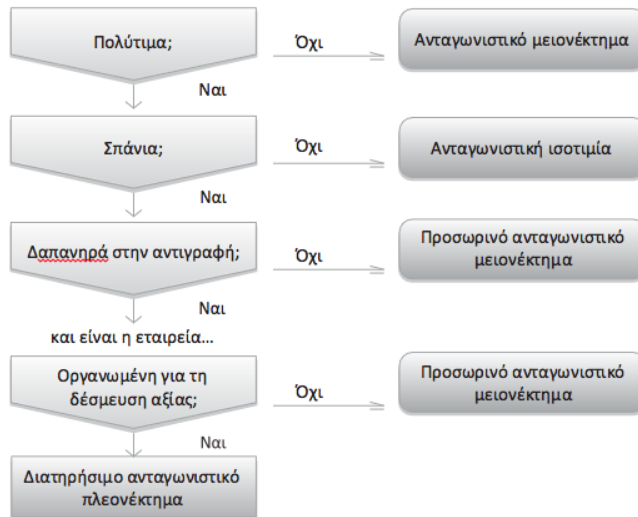 Πολύτιμα;
Όχι
Ανταγωνιστικό μειονέκτημα
Ναι
Σπάνια;
Όχι
Ανταγωνιστική ισοτιμία
Ναι
Δαπανηρά στην αντιγραφή;
Όχι
Προσωρινό ανταγωνιστικό
μειονέκτημα
Ναι
και είναι η εταιρεία...
Οργανωμένη για τη
δέσμευση αξίας;
Όχι
Προσωρινό ανταγωνιστικό
μειονέκτημα
Ναι
Διατηρήσιμο ανταγωνιστικό
πλεονέκτημα